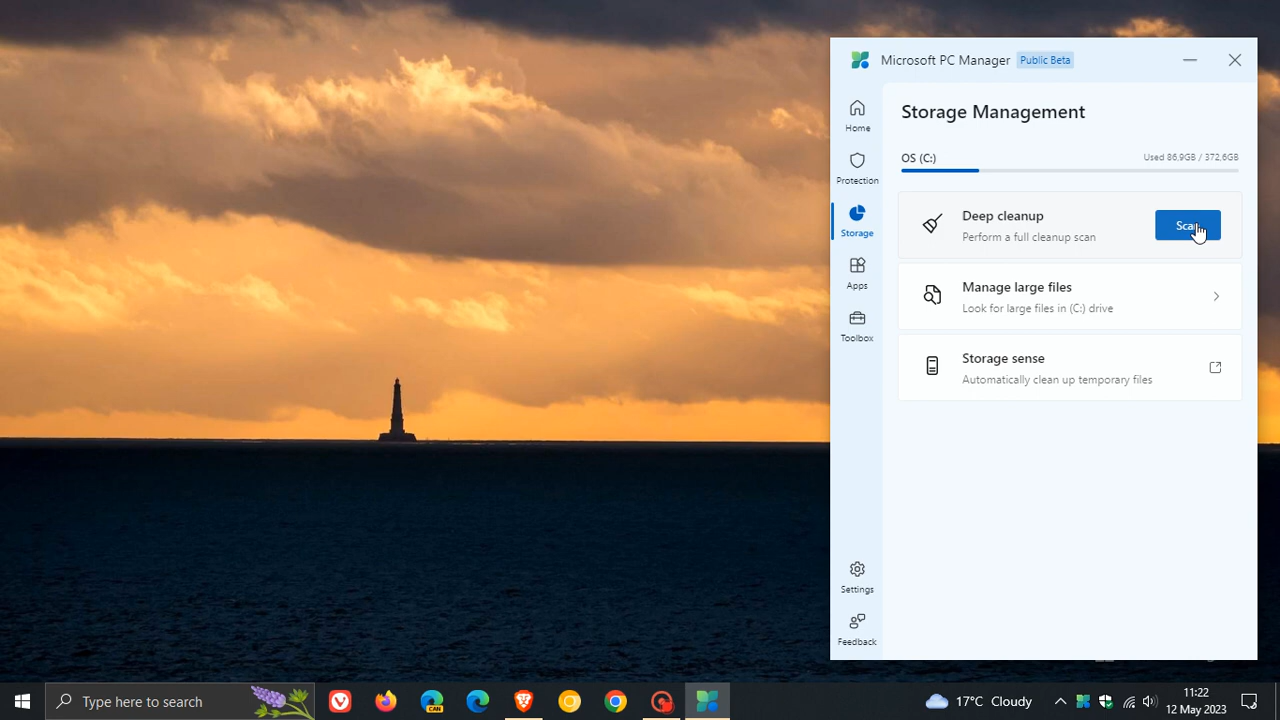 Microsoft PC Manager Public Beta
Home
Protection
Storage
Apps
Toolbox
Settings
Feedback
Storage Management
OS (C:) Used 86,9GB / 372,6GB
Deep cleanup
Perform a full cleanup scan
Manage large files
Look for large files in (C:) drive
Storage sense
Automatically clean up temporary files
Type here to search
CAN
17°C Cloudy
11:22
12 May 2023